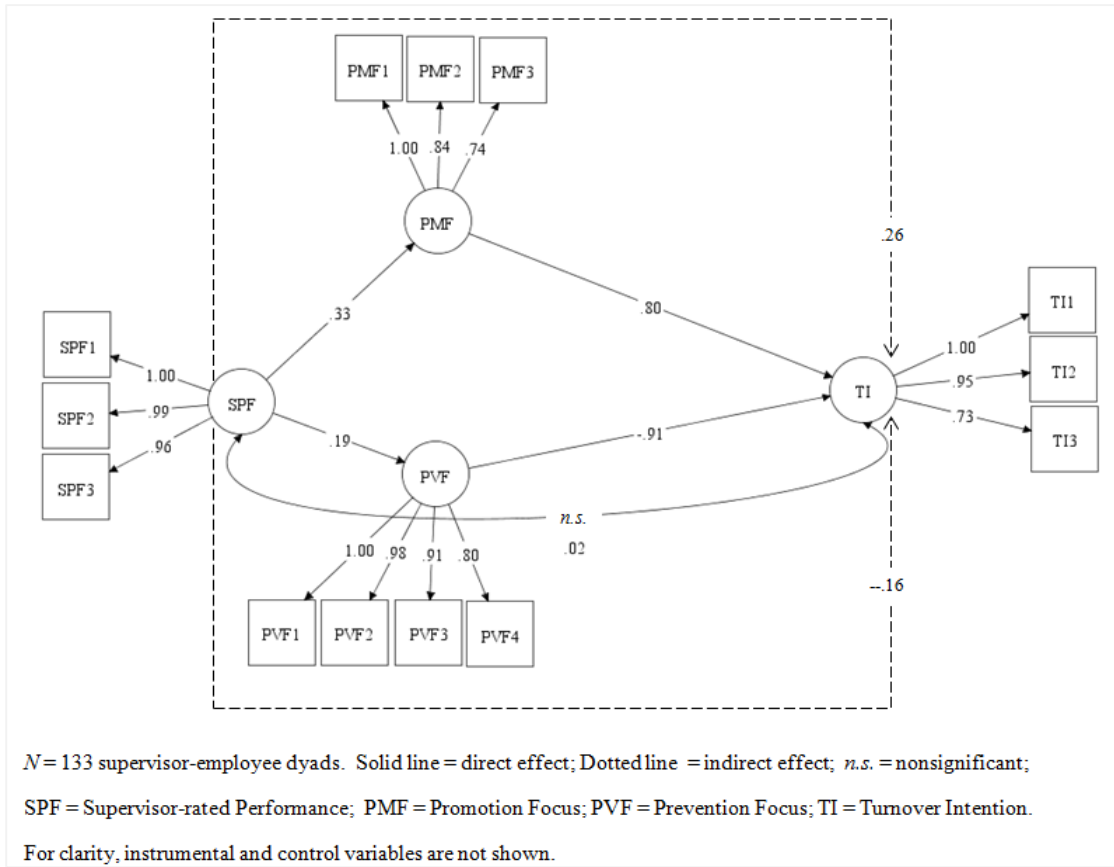 PMF1 PMF2 PMF3
1.00 .84 .74
PMF
.26
.33
.80
SPF1
SPF2
SPF3
1.00
.99
.96
SPF
.19
PVF
-.91
TI
1.00
.95
.73
TI1
TI2
TI3
n.s.
.02
1.00 .98 .91 .80
--.16
PVF1 PVF2 PVF3 PVF4
N = 133 supervisor-employee dyads. Solid line = direct effect; Dotted line = indirect effect; n.s. = nonsignificant;
SPF = Supervisor-rated Performance; PMF = Promotion Focus; PVF = Prevention Focus; TI = Turnover Intention.
For clarity, instrumental and control variables are not shown.